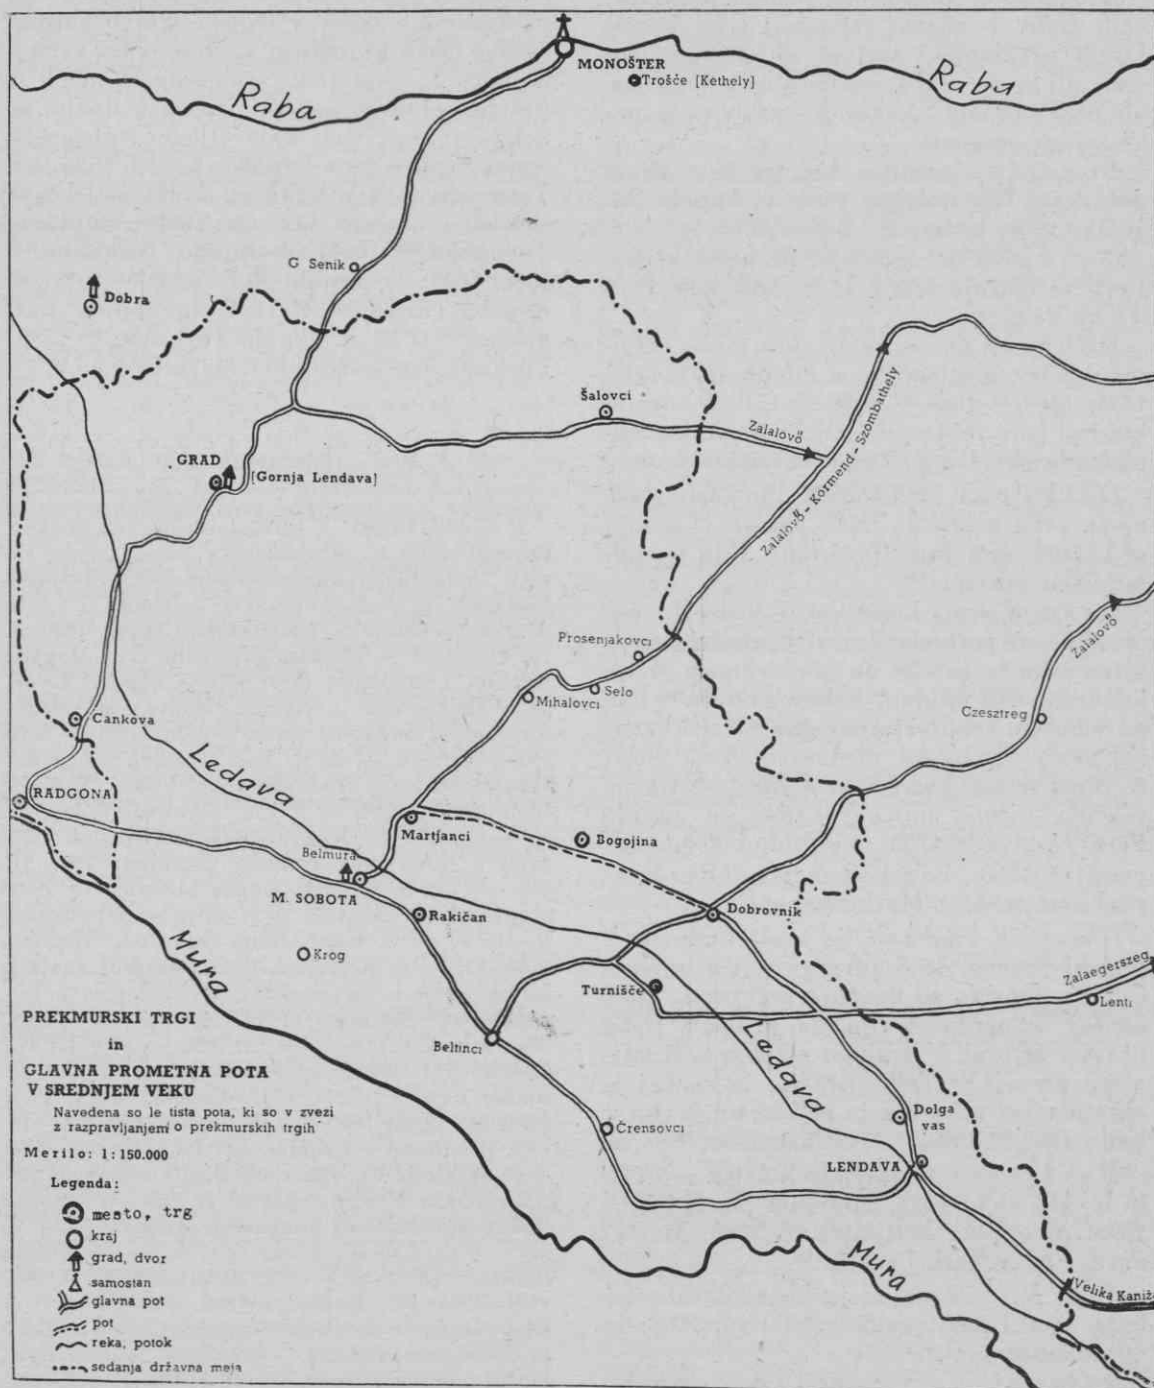 MONOŠTER
Trošče [Kethely]
Raba
Raba
G Senik
Dobra
Šalovci
Zalalovő
Zalalovő - Kormend - Szombathely
GRAD
[Gornja Lendava]
Zalalovő
Prosenjakovci
Selo
Mihalovci
Czesztreg
Cankova
Ledava
RADGONA
Martjanci
Bogojina
Belmura
M. SOBOTA
Rakičan
Dobrovnik
Krog
Mura
Zalaegerszeg
Turnišče
Lenti
Beltinci
Ladava
Črensovci
Dolga
vas
LENDAVA
Mura
Velika Kaniža
PREKMURSKI TRGI
in
GLAVNA PROMETNA POTA
V SREDNJEM VEKU
Navedena so le tista pota, ki so v zvezi
z razpravljanjem o prekmurskih trgih
Merilo: 1:150.000
Legenda:
mesto, trg
kraj
grad, dvor
samostan
glavna pot
pot
reka, potok
sedanja državna meja